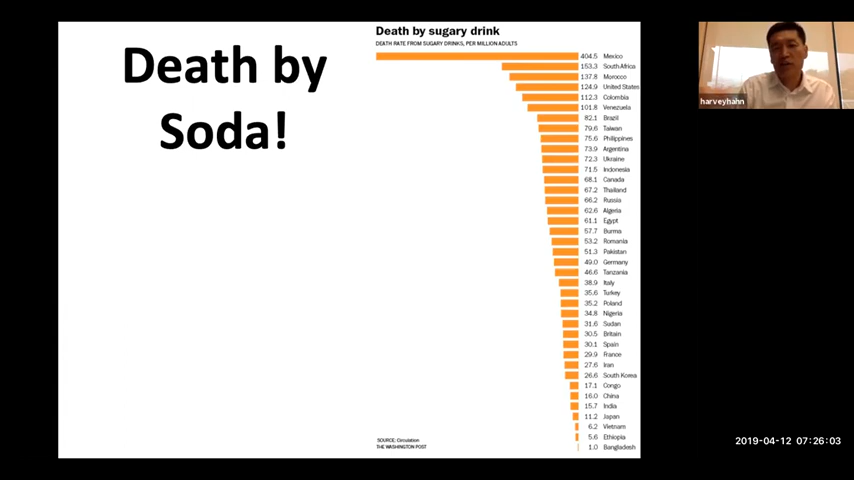 Death by
Soda!
Death by sugary drink
DEATH RATE FROM SUGARY DRINKS, PER MILLION ADULTS
404.5 Mexico
153.3 South Africa
137.8 Morocco
124.9 United States
112.3 Colombia
101.8 Venezuela
82.1 Brazil
79.6 Taiwan
75.6 Philippines
73.9 Argentina
72.3 Ukraine
71.5 Indonesia
68.1 Canada
67.2 Thailand
66.2 Russia
62.6 Algeria
61.1 Egypt
57.7 Burma
53.2 Romania
51.3 Pakistan
49.0 Germany
46.6 Tanzania
38.9 Italy
35.6 Turkey
35.2 Poland
34.8 Nigeria
31.6 Sudan
30.5 Britain
30.1 Spain
29.9 France
27.6 Iran
26.6 South Korea
17.1 Congo
16.0 China
15.7 India
11.2 Japan
6.2 Vietnam
5.6 Ethiopia
1.0 Bangladesh
SOURCE: Circulation
THE WASHINGTON POST
harveyhahn
2019-04-12 07:26:03